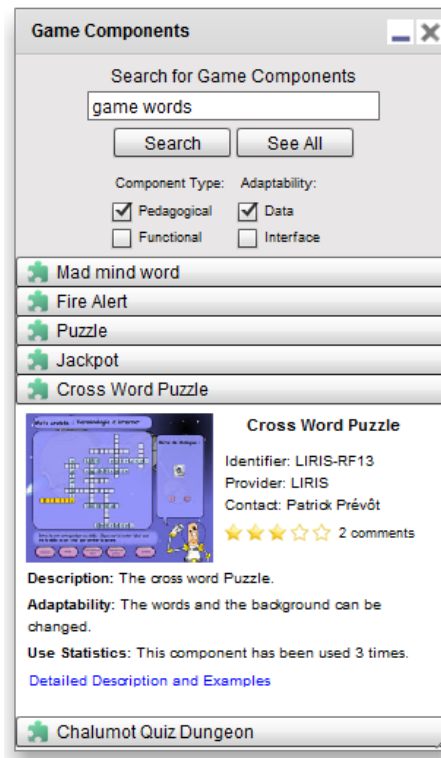 Game Components
Search for Game Components
game words
Search See All
Component Type: Adaptability:
Pedagogical Data
Functional Interface
Mad mind word
Fire Alert
Puzzle
Jackpot
Cross Word Puzzle
Cross Word Puzzle
Identifier: LIRIS-RF13
Provider: LIRIS
Contact: Patrick Prévôt
2 comments
Description: The cross word Puzzle.
Adaptability: The words and the background can be
changed.
Use Statistics: This component has been used 3 times.
Detailed Description and Examples
Chalumot Quiz Dungeon